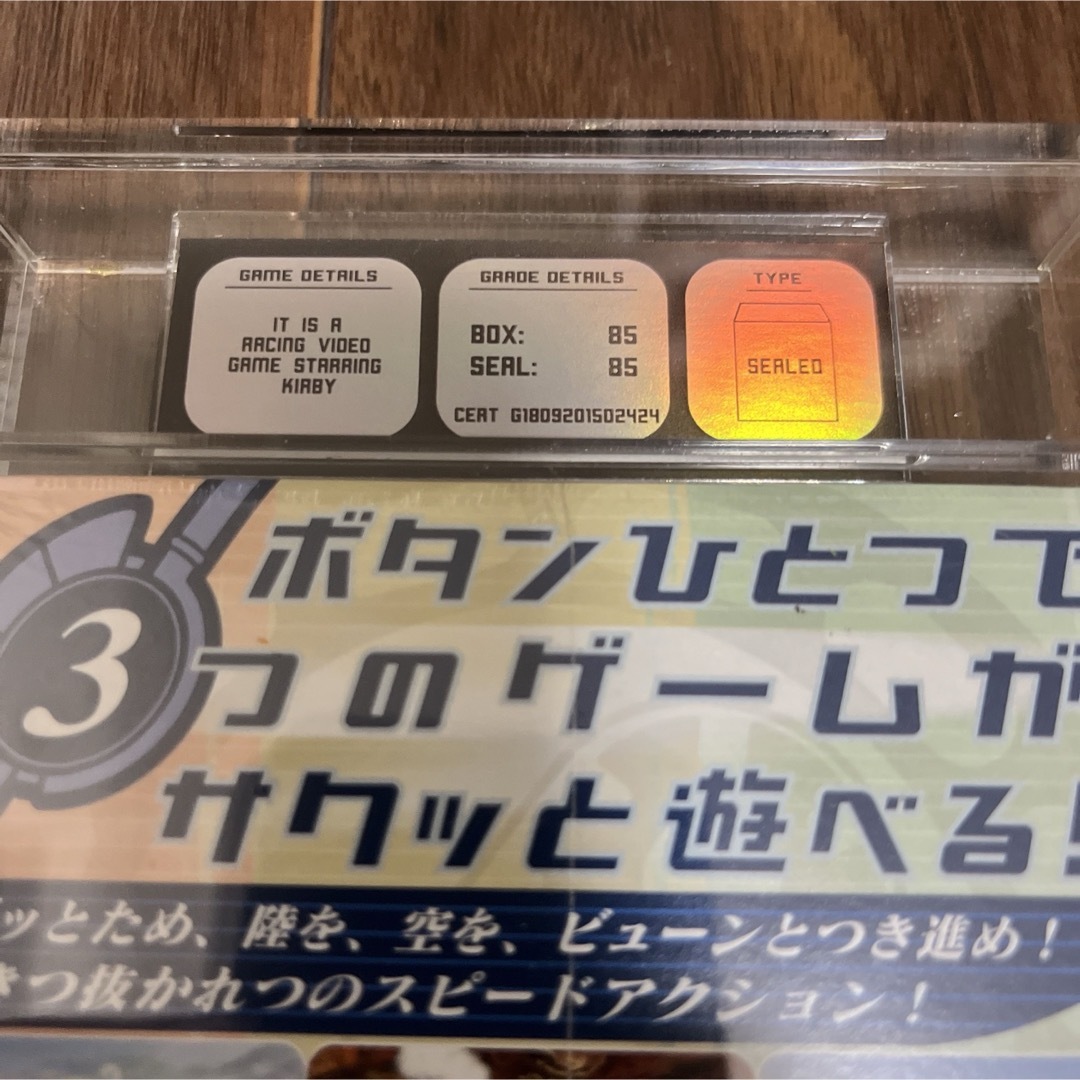 GAME DETAILS
IT IS A
RACING VIDEO
GAME STARRING
KIRBY
GRADE DETAILS
BOX: 85
SEAL: 85
CERT G1809201502424
TYPE
SEALED
ボタンひとつで
3つのゲームが
サクッと遊べる!
ッとため、陸を、空を、ビューンとつき進め!
きつ抜かれつのスピードアクション!